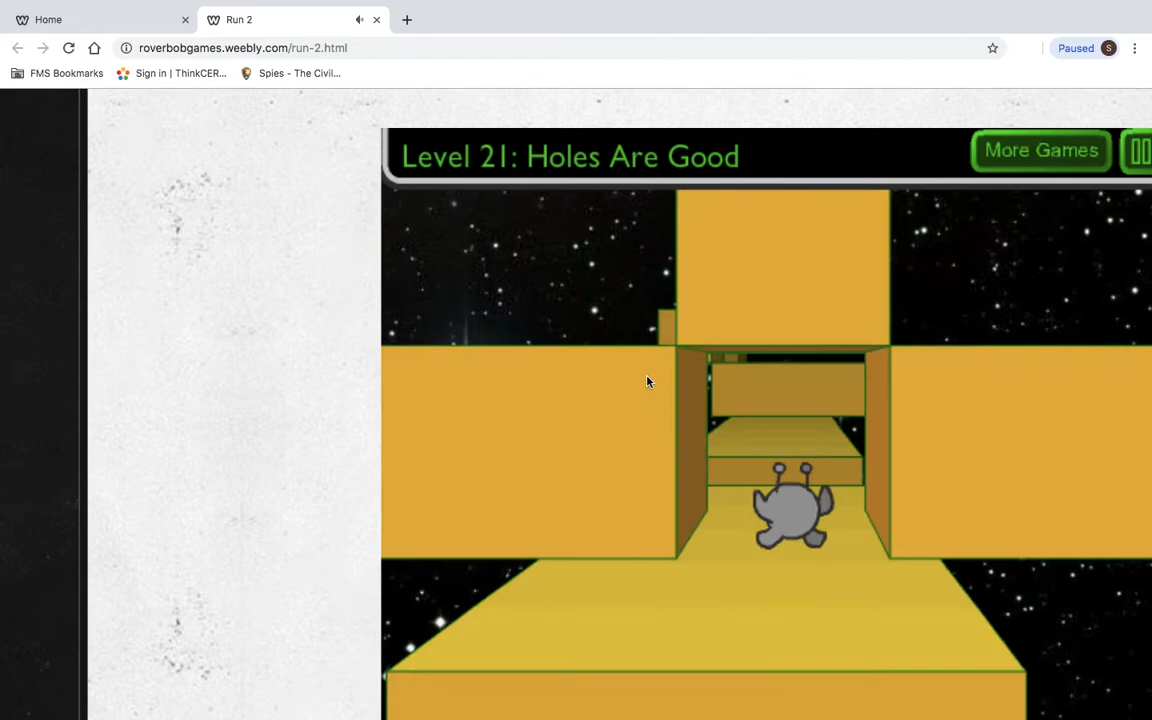 Home
Run 2
roverbobgames.weebly.com/run-2.html
Paused S
FMS Bookmarks
Sign in | ThinkCER...
Spies - The Civil...
Level 21: Holes Are Good
More Games